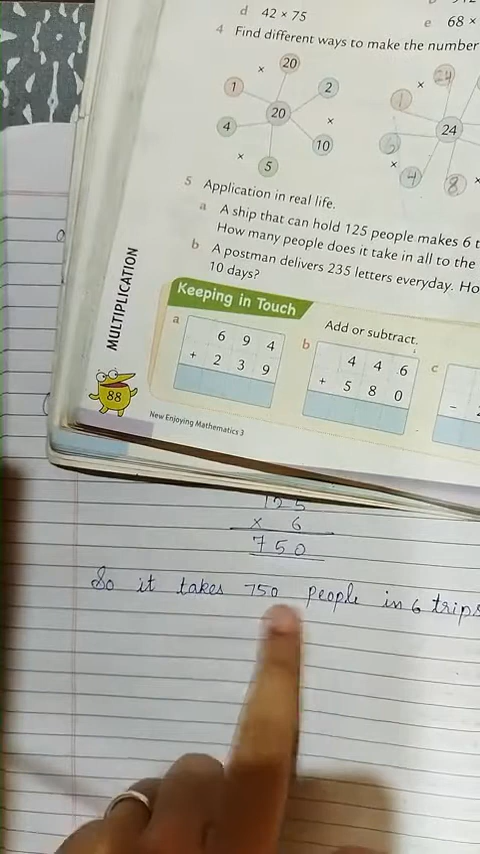 d 42 × 75
e 68 ×
4 Find different ways to make the number
20
1
×
2
20
×
4
10
×
5
24
1
×
24
6
×
4
8
×
5 Application in real life.
a A ship that can hold 125 people makes 6 t
How many people does it take in all to the
b A postman delivers 235 letters everyday. Ho
10 days?
MULTIPLICATION
Keeping in Touch
Add or subtract.
a
6 9 4
+ 2 3 9
b
4 4 6
+ 5 8 0
c
−
88
New Enjoying Mathematics 3
125
× 6
750
So it takes 750 people in 6 trips